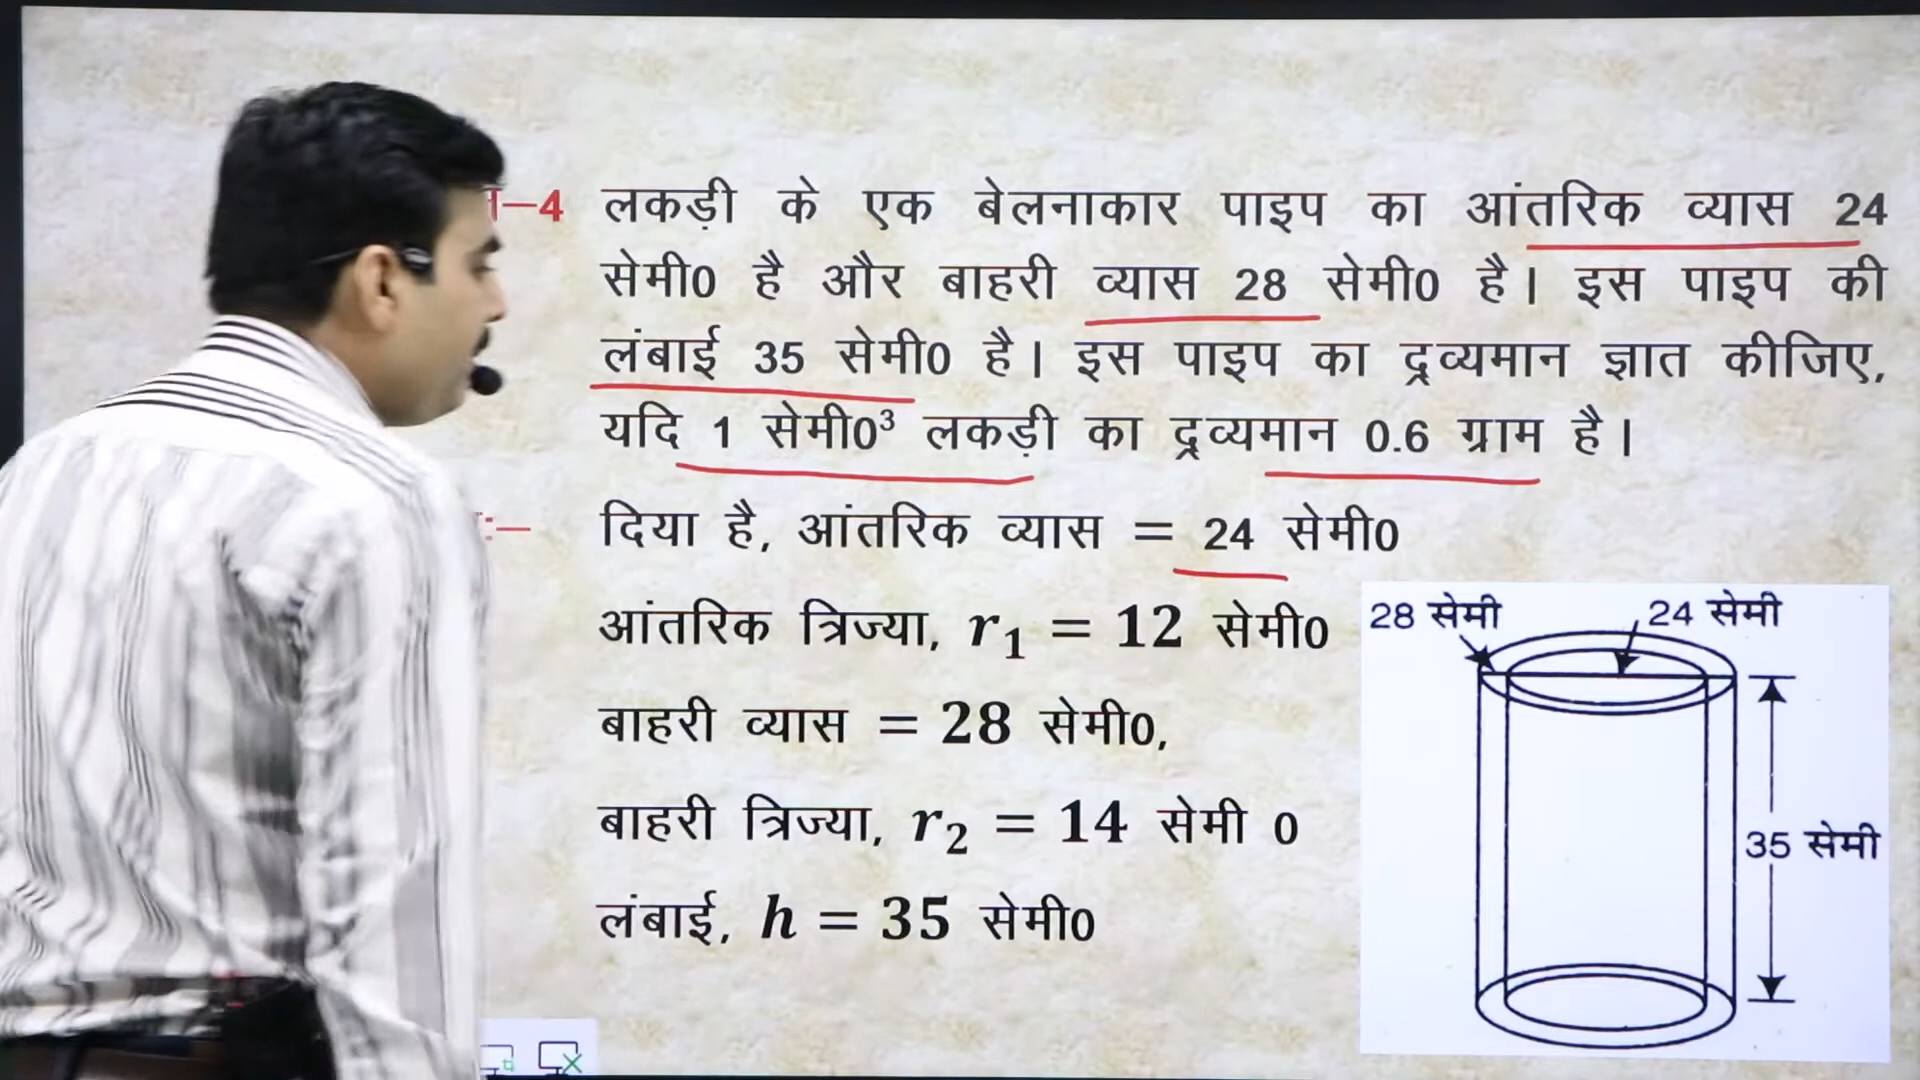 –4 लकड़ी के एक बेलनाकार पाइप का आंतरिक व्यास 24
सेमी0 है और बाहरी व्यास 28 सेमी0 है। इस पाइप की
लंबाई 35 सेमी0 है। इस पाइप का द्रव्यमान ज्ञात कीजिए,
यदि 1 सेमी0³ लकड़ी का द्रव्यमान 0.6 ग्राम है।
:– दिया है, आंतरिक व्यास = 24 सेमी0
आंतरिक त्रिज्या, r₁ = 12 सेमी0
बाहरी व्यास = 28 सेमी0,
बाहरी त्रिज्या, r₂ = 14 सेमी 0
लंबाई, h = 35 सेमी0
28 सेमी
24 सेमी
35 सेमी